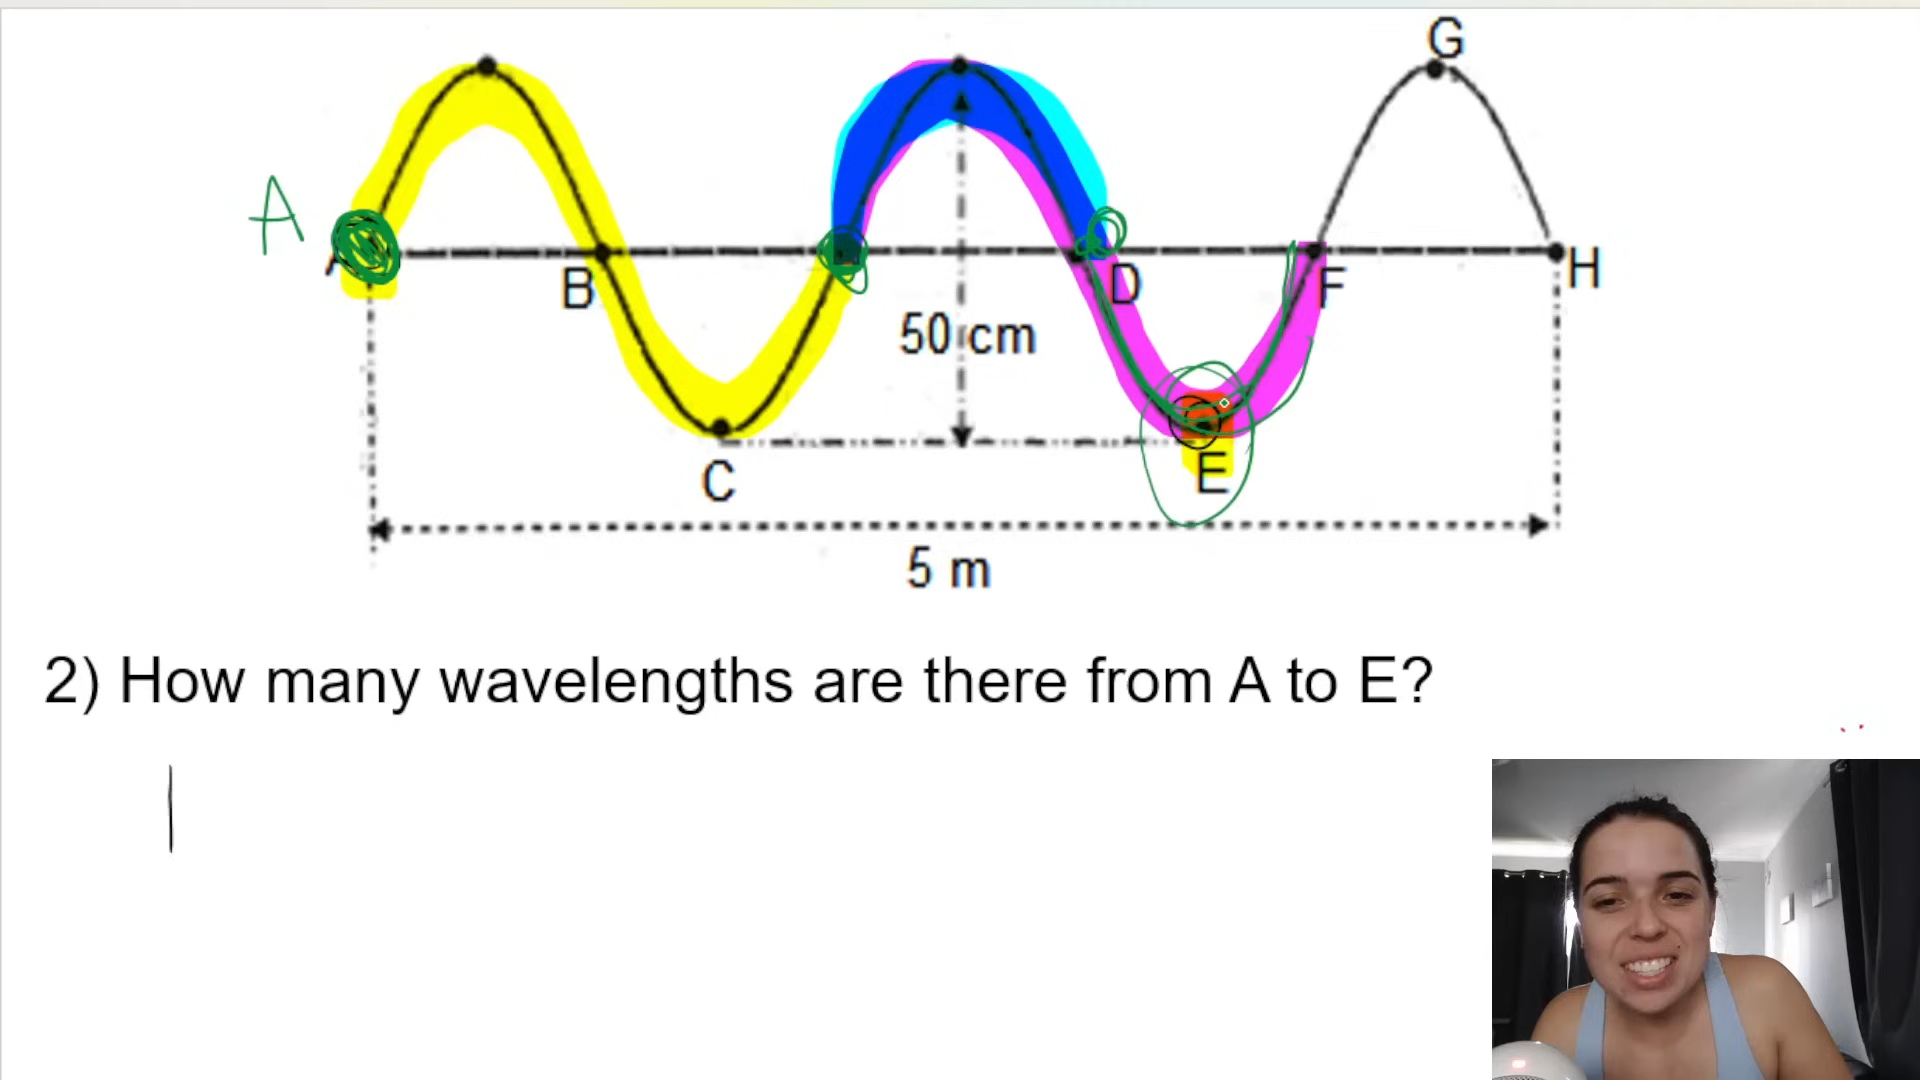 G
A
A
B
D
F
H
50 cm
C
E
5 m
2) How many wavelengths are there from A to E?
|